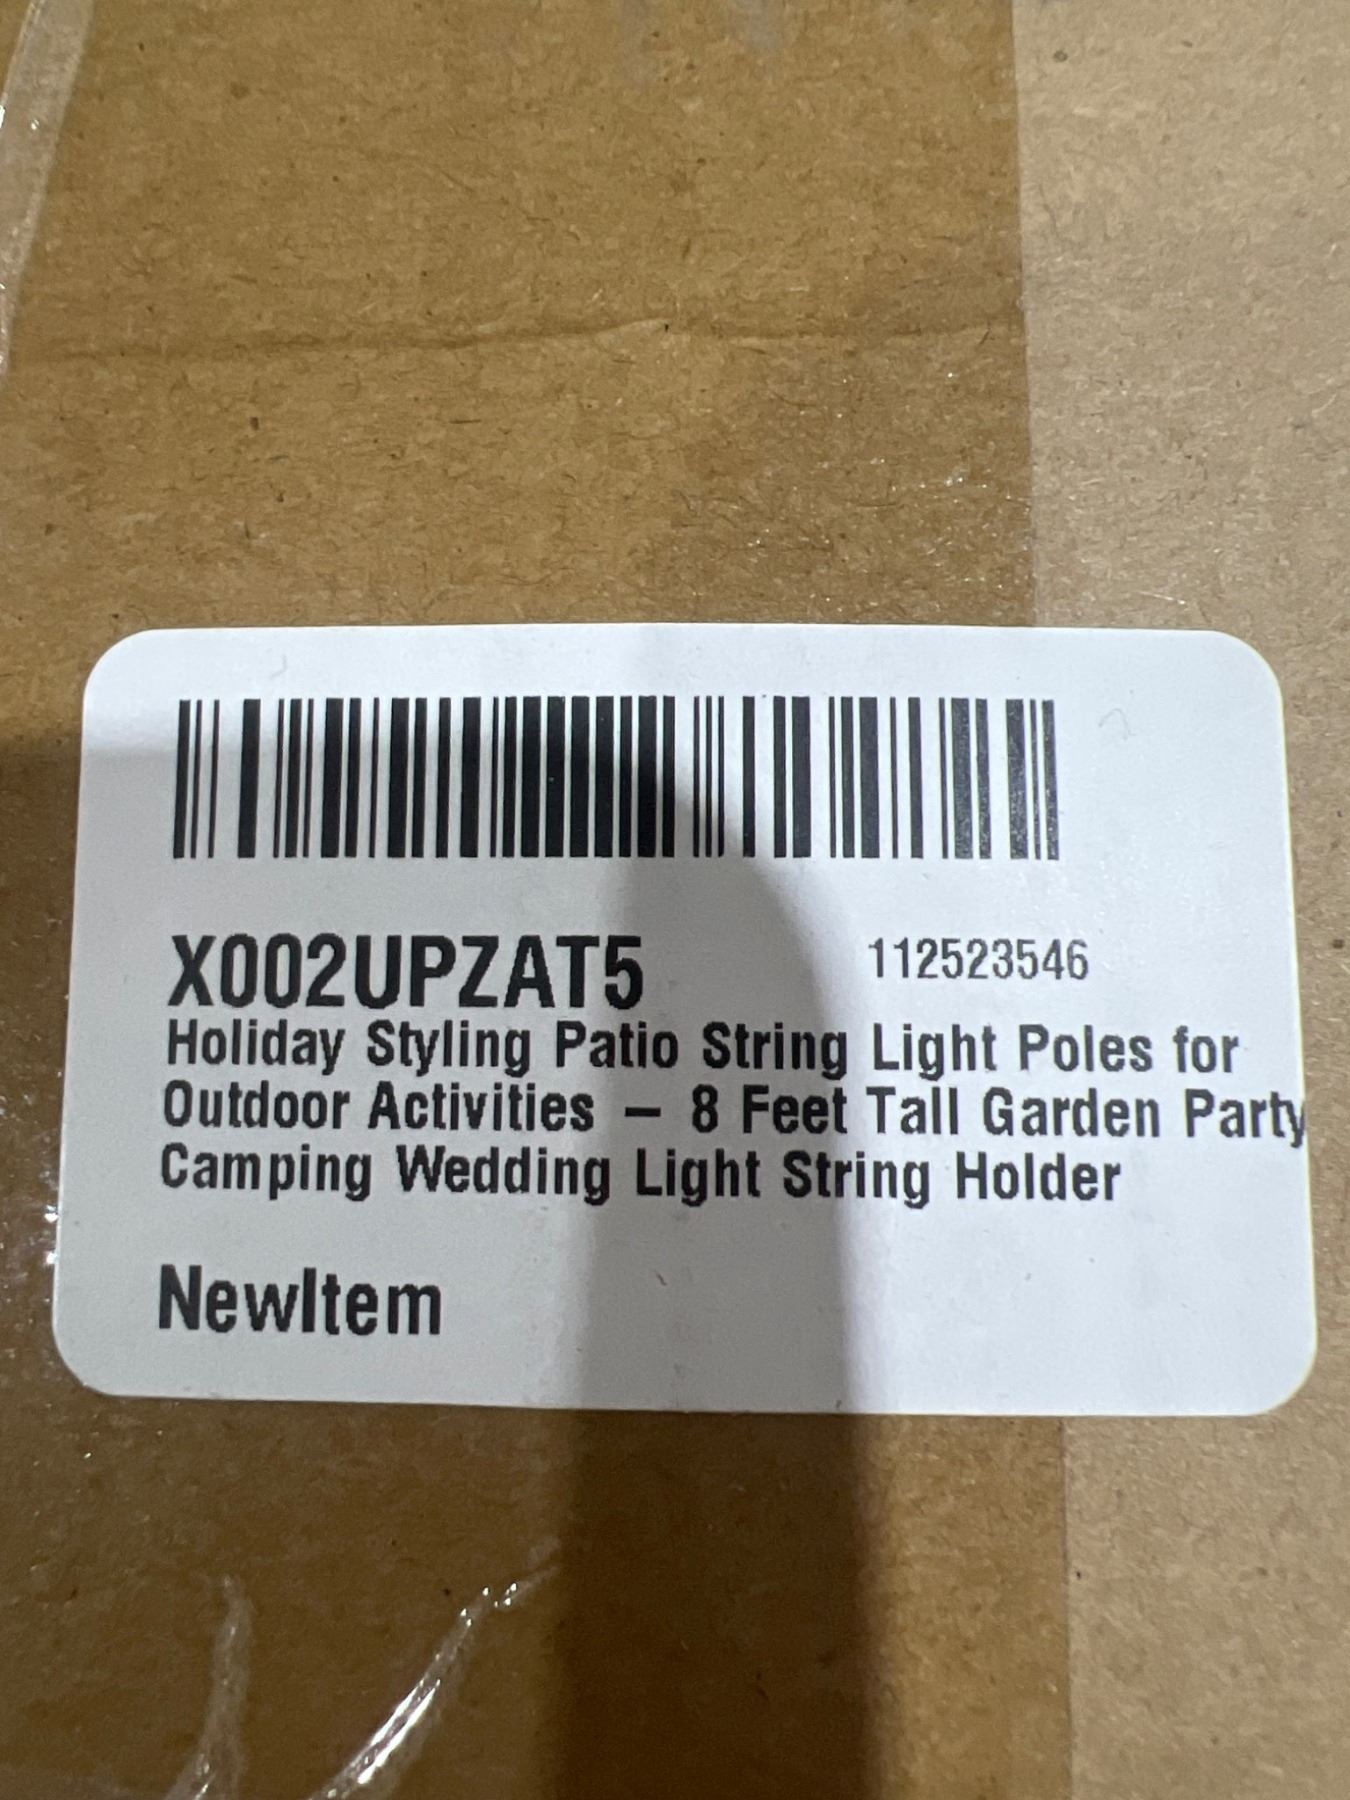 X002UPZAT5 112523546
Holiday Styling Patio String Light Poles for
Outdoor Activities – 8 Feet Tall Garden Party
Camping Wedding Light String Holder
NewItem